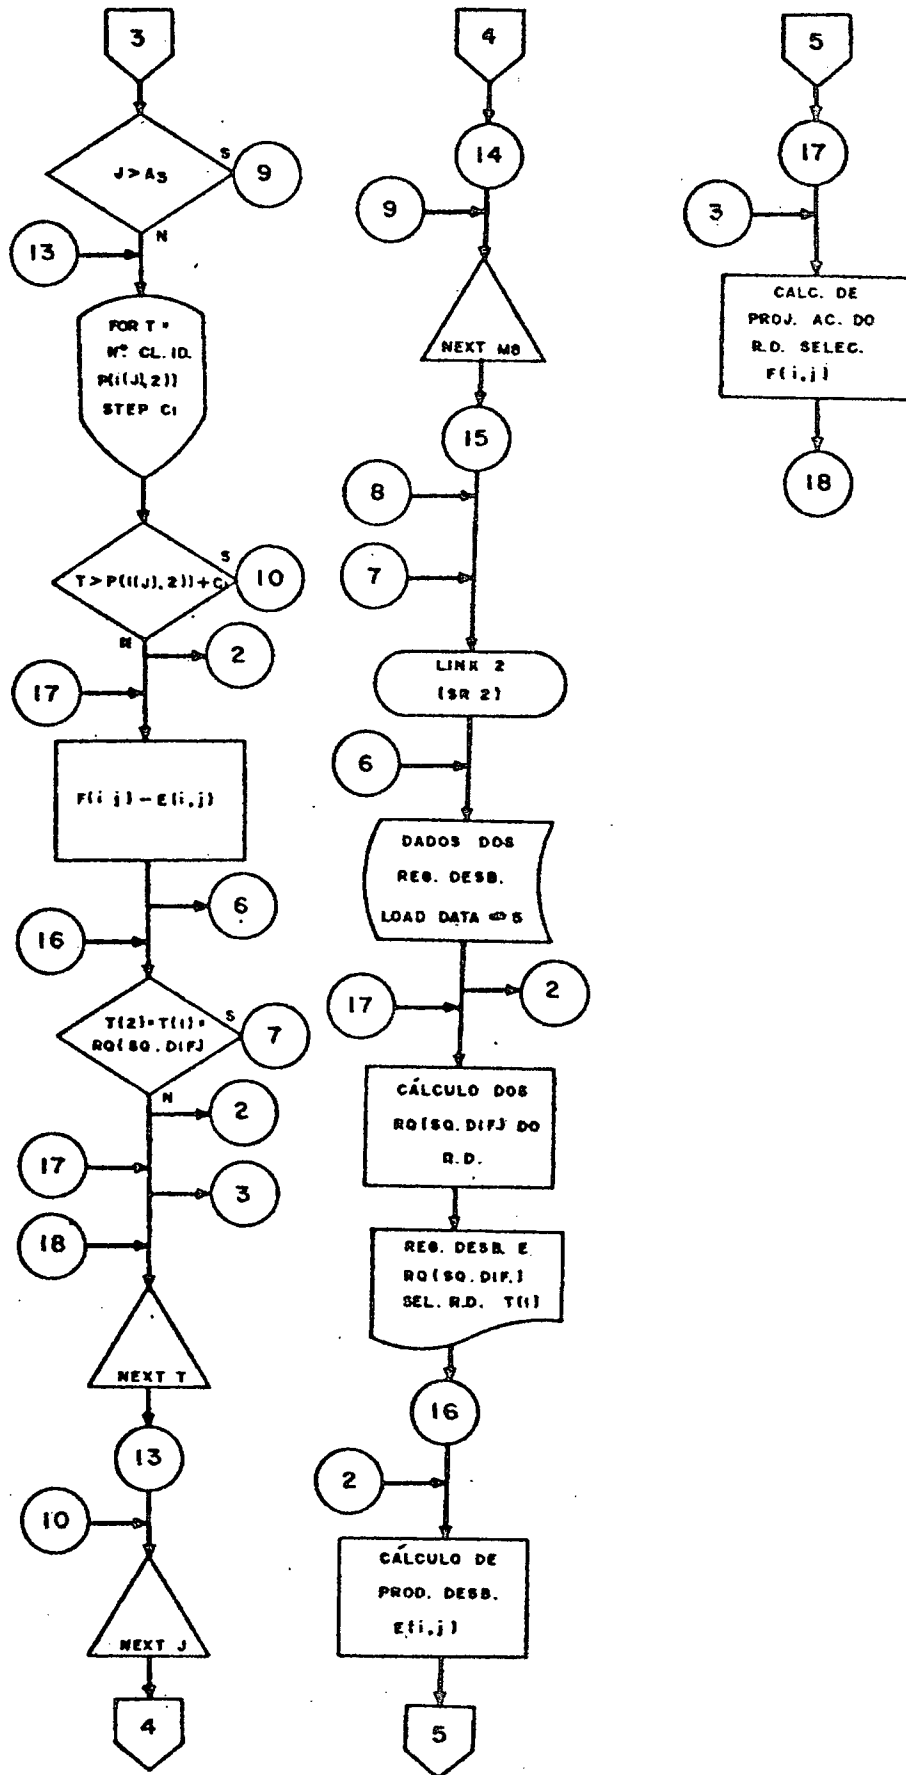 3
J > A3
S
9
N
13
FOR T =
Nº CL. ID.
P(i(J),2))
STEP C1
T > P(i(J),2))+C1
S
10
N
2
17
F(i j) - E(i,j)
6
16
T(2)=T(1)=
RQ(SQ.DIF)
S
7
N
2
17
3
18
NEXT T
13
10
NEXT J
4
4
14
9
NEXT M8
15
8
7
LINK 2
(SR 2)
6
DADOS DOS
REG. DESB.
LOAD DATA 5
2
17
CÁLCULO DOS
RQ(SQ.DIF) DO
R.D.
REG. DESB. E
RQ(SQ.DIF.)
SEL. R.D. T(1)
16
2
CÁLCULO DE
PROD. DESB.
E(i,j)
5
5
17
3
CALC. DE
PROJ. AC. DO
R.D. SELEC.
F(i,j)
18